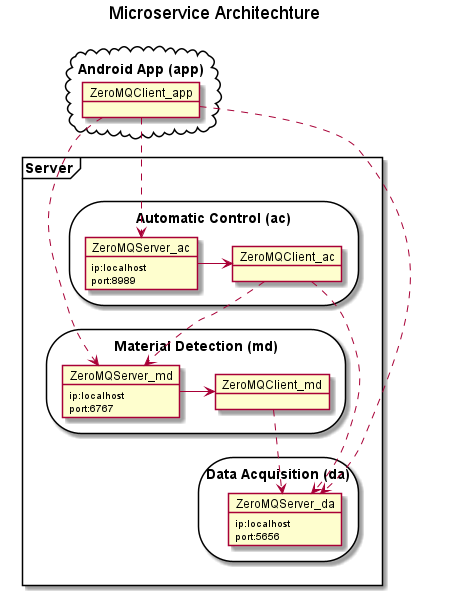 Microservice Architechture
Android App (app)
ZeroMQClient_app
Server
Automatic Control (ac)
ZeroMQServer_ac
ip:localhost
port:8989
ZeroMQClient_ac
Material Detection (md)
ZeroMQServer_md
ip:localhost
port:6767
ZeroMQClient_md
Data Acquisition (da)
ZeroMQServer_da
ip:localhost
port:5656